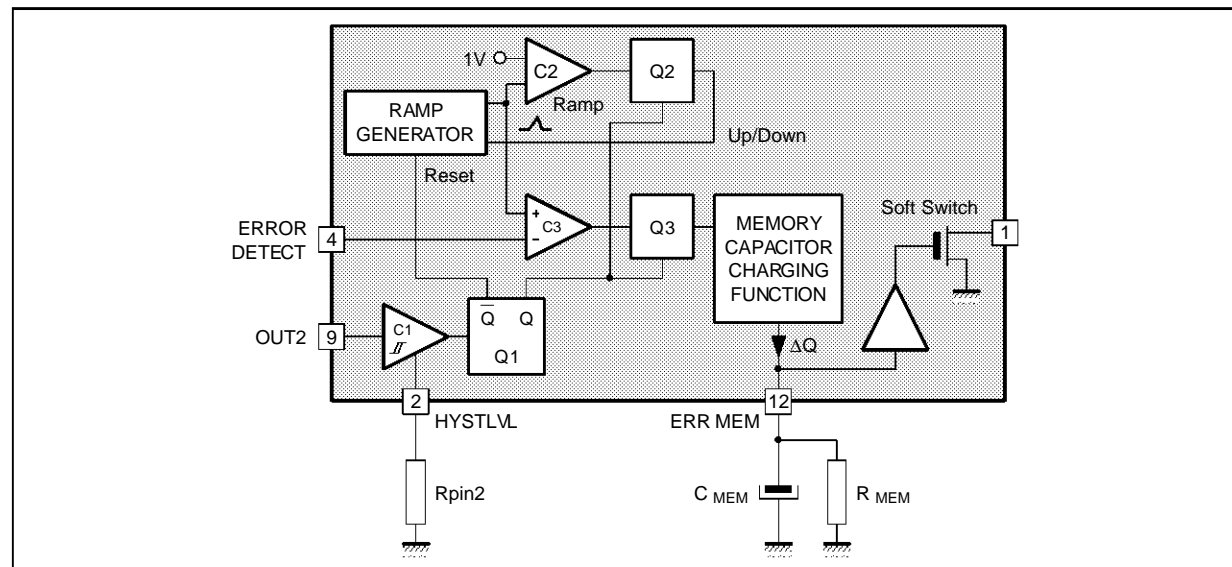 1V
C2
Q2
Ramp
RAMP
GENERATOR
Up/Down
Reset
Soft Switch
ERROR
DETECT
4
+
C3
−
Q3
MEMORY
CAPACITOR
CHARGING
FUNCTION
1
OUT2
9
C1
Q̅ Q
Q1
ΔQ
2
HYSTLVL
ERR MEM
12
Rpin2
C MEM
R MEM